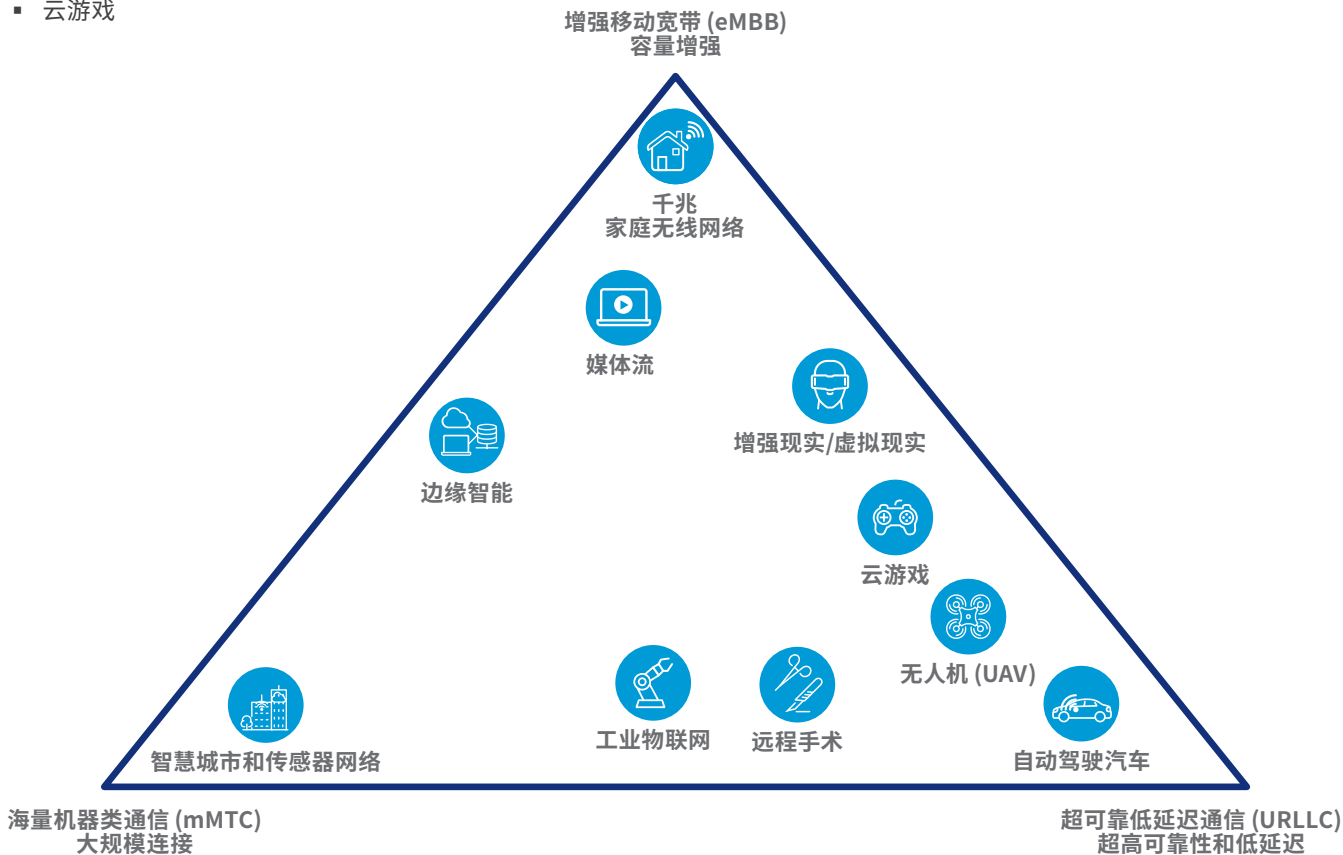 ▪ 云游戏
增强移动宽带 (eMBB)
容量增强
千兆
家庭无线网络
媒体流
增强现实/虚拟现实
边缘智能
云游戏
无人机 (UAV)
工业物联网
远程手术
智慧城市和传感器网络
自动驾驶汽车
海量机器类通信 (mMTC)
大规模连接
超可靠低延迟通信 (URLLC)
超高可靠性和低延迟